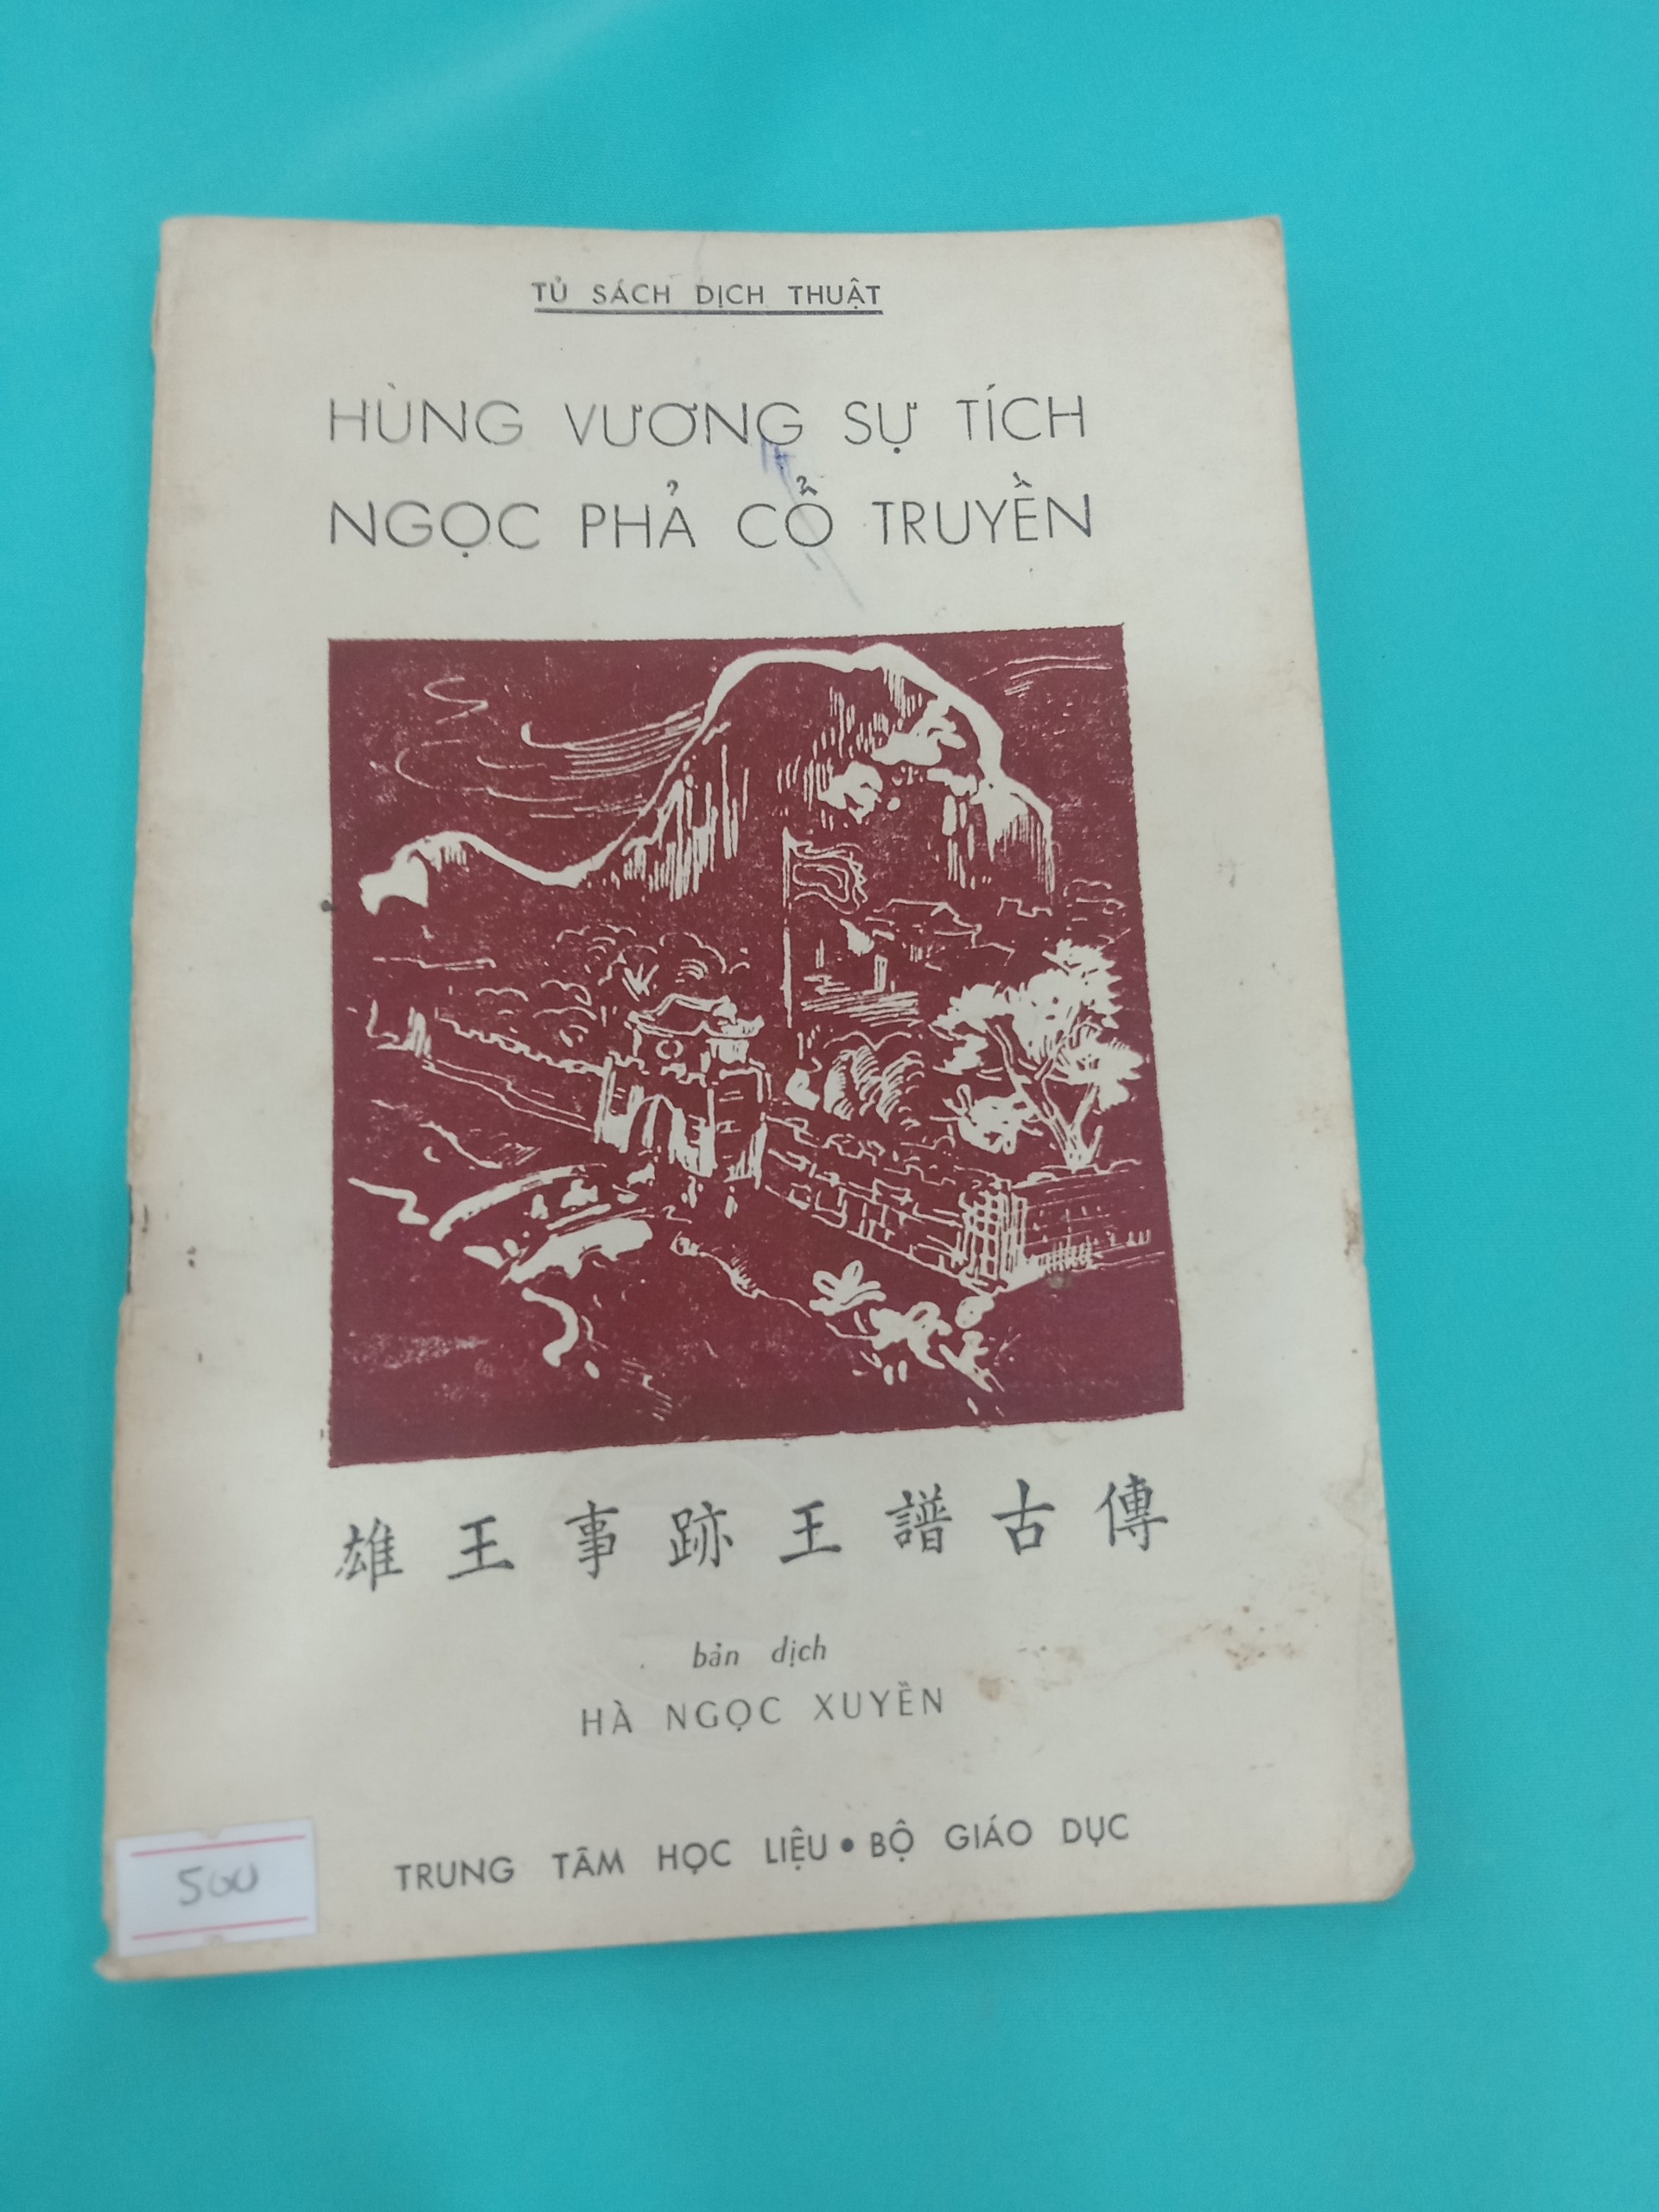 TỦ SÁCH DỊCH THUẬT
HÙNG VƯƠNG SỰ TÍCH
NGỌC PHẢ CỔ TRUYỀN
雄王事跡王譜古傳
bản dịch
HÀ NGỌC XUYỀN
TRUNG TÂM HỌC LIỆU • BỘ GIÁO DỤC
500